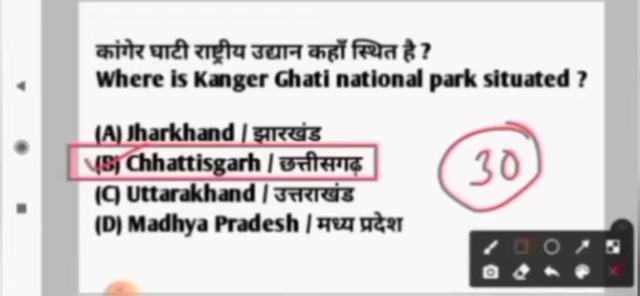 कांगेर घाटी राष्ट्रीय उद्यान कहाँ स्थित है ?
Where is Kanger Ghati national park situated ?
(A) Jharkhand / झारखंड
(B) Chhattisgarh / छत्तीसगढ़
(C) Uttarakhand / उत्तराखंड
(D) Madhya Pradesh / मध्य प्रदेश
30